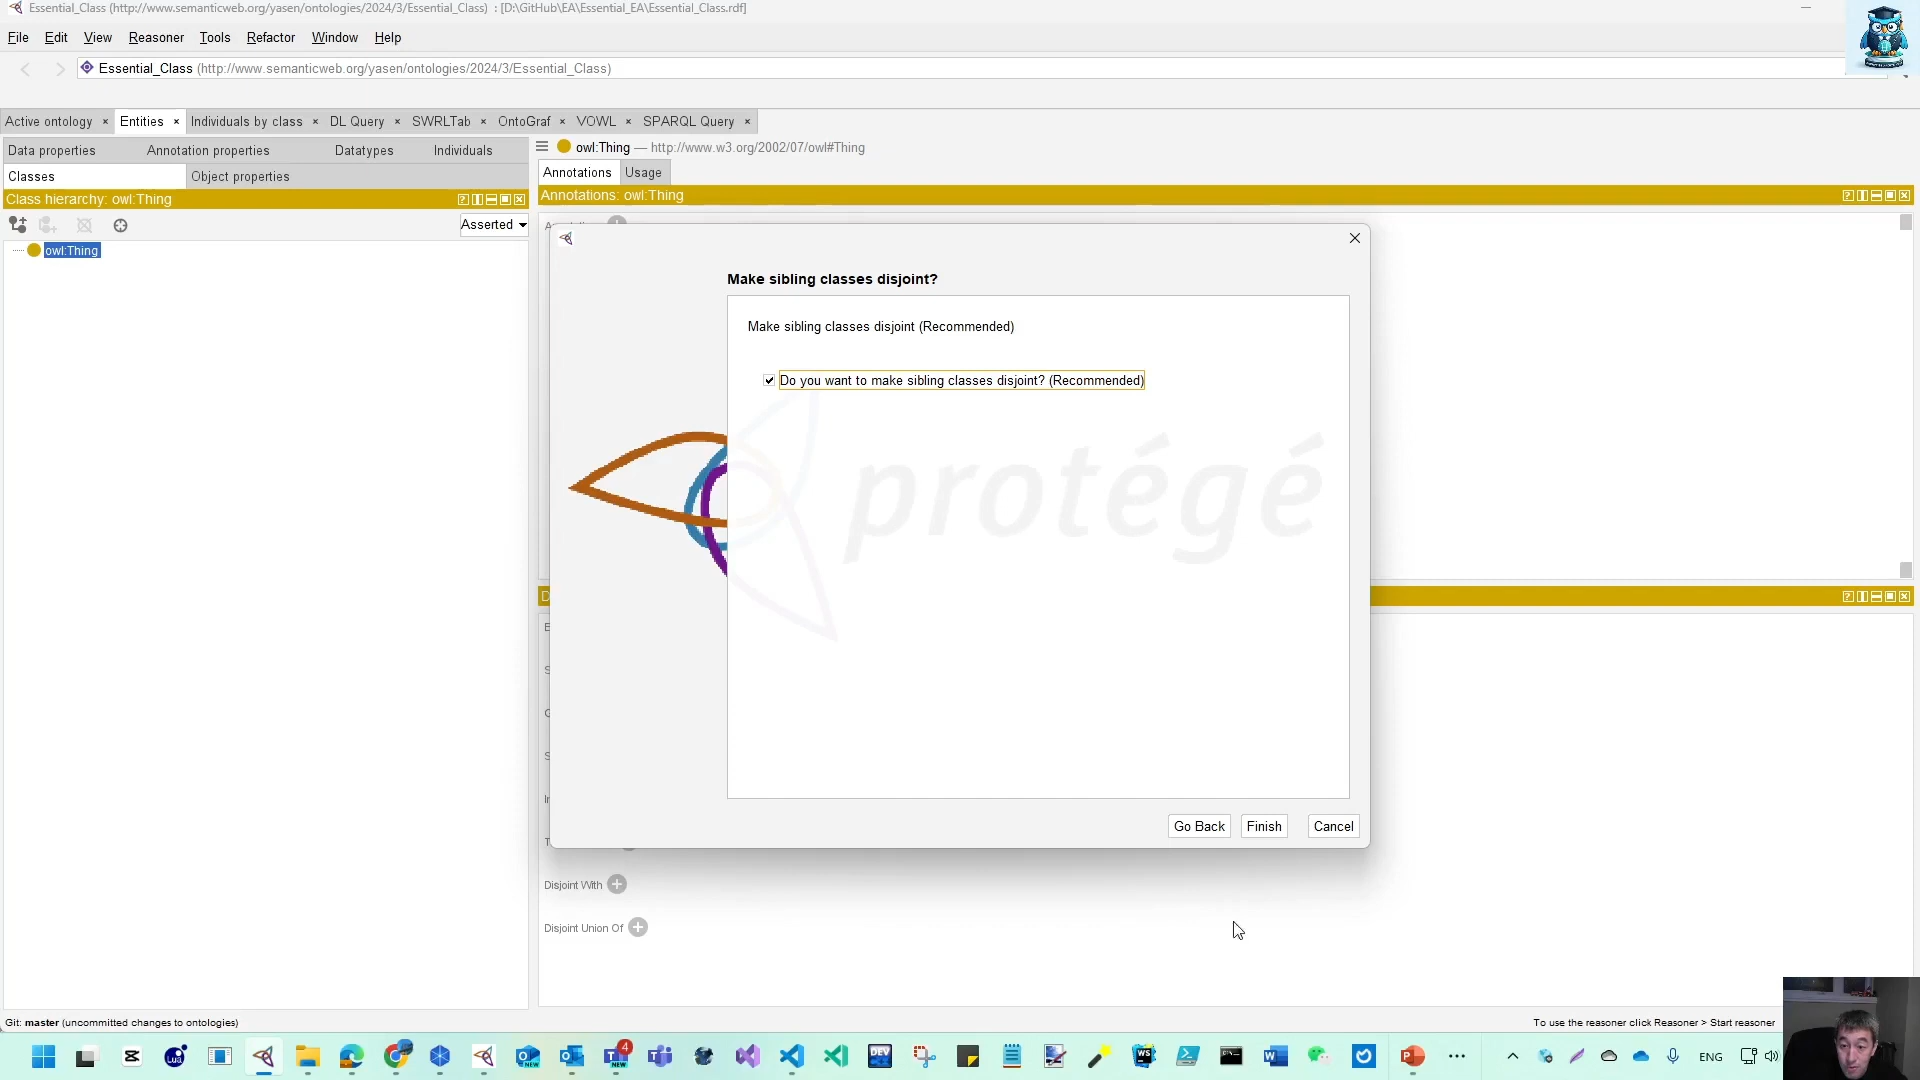 Essential_Class (http://www.semanticweb.org/yasen/ontologies/2024/3/Essential_Class) : [D:\GitHub\EA\Essential_EA\Essential_Class.rdf]
File Edit View Reasoner Tools Refactor Window Help
Essential_Class (http://www.semanticweb.org/yasen/ontologies/2024/3/Essential_Class)
Active ontology × Entities × Individuals by class × DL Query × SWRLTab × OntoGraf × VOWL × SPARQL Query ×
Data properties Annotation properties Datatypes Individuals
Classes Object properties
Class hierarchy: owl:Thing
Asserted
owl:Thing
owl:Thing — http://www.w3.org/2002/07/owl#Thing
Annotations Usage
Annotations: owl:Thing
Make sibling classes disjoint?
Make sibling classes disjoint (Recommended)
Do you want to make sibling classes disjoint? (Recommended)
protégé
Go Back Finish Cancel
Disjoint With
Disjoint Union Of
Git: master (uncommitted changes to ontologies)
To use the reasoner click Reasoner > Start reasoner
Lua
NEW
NEW
4
DEV
WS
ENG